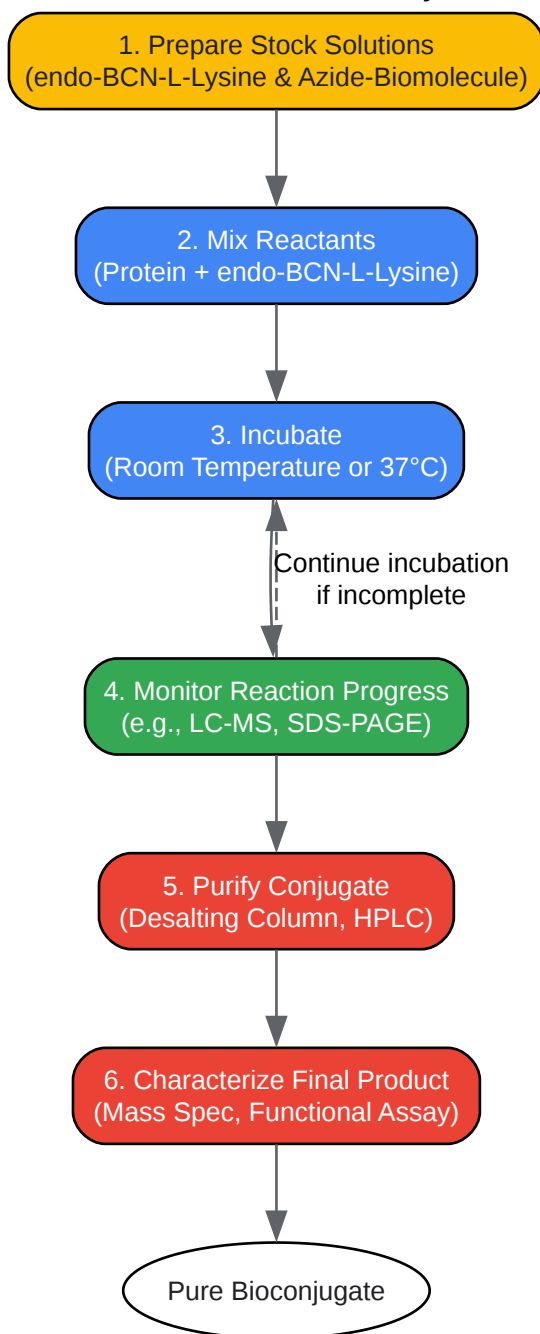 1. Prepare Stock Solutions
(endo-BCN-L-Lysine & Azide-Biomolecule)
2. Mix Reactants
(Protein + endo-BCN-L-Lysine)
3. Incubate
(Room Temperature or 37°C)
Continue incubation
if incomplete
4. Monitor Reaction Progress
(e.g., LC-MS, SDS-PAGE)
5. Purify Conjugate
(Desalting Column, HPLC)
6. Characterize Final Product
(Mass Spec, Functional Assay)
Pure Bioconjugate